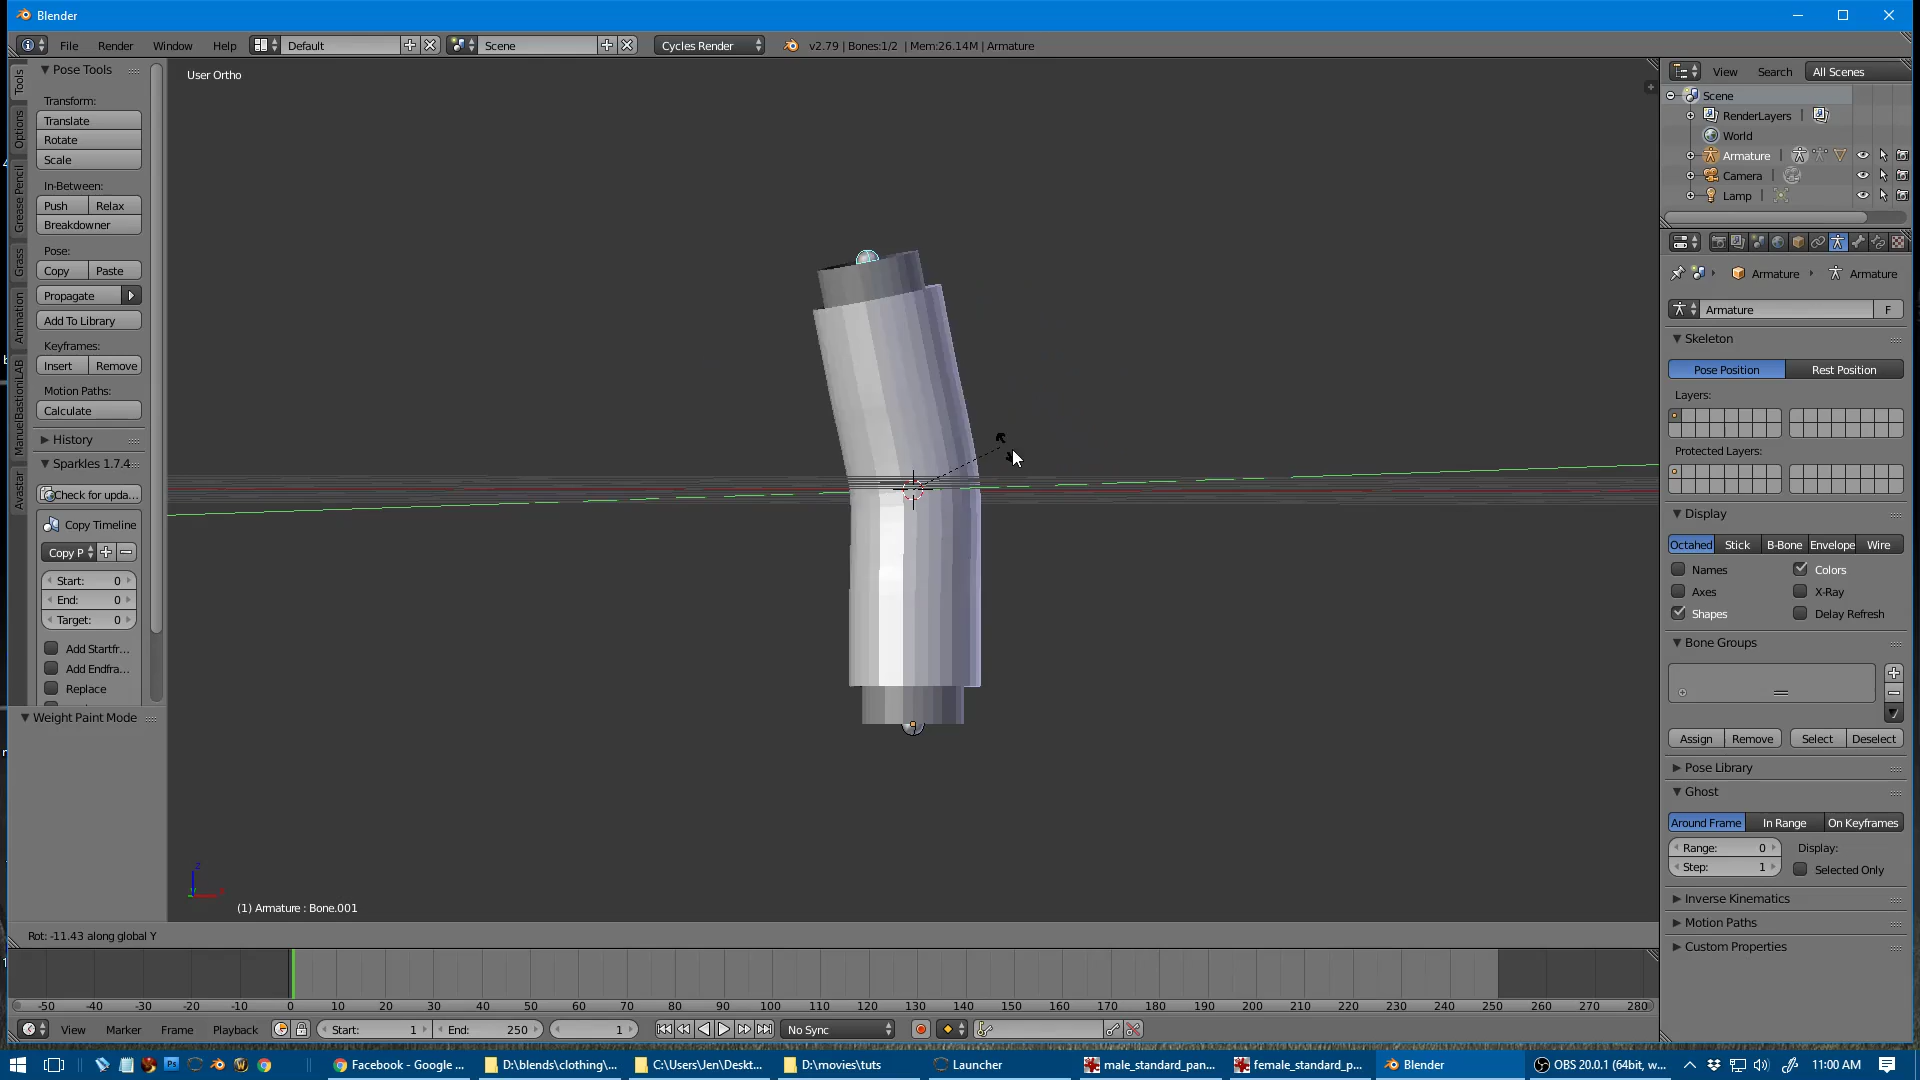 Blender
File
Render
Window
Help
Default
Scene
Cycles Render
v2.79 | Bones:1/2 | Mem:26.14M | Armature
Pose Tools
User Ortho
Transform:
Translate
Rotate
Scale
In-Between:
Push
Relax
Breakdowner
Pose:
Copy
Paste
Propagate
Add To Library
Keyframes:
Insert
Remove
Motion Paths:
Calculate
History
Sparkles 1.7.4
Check for upda...
Copy Timeline
Copy P
Start: 0
End: 0
Target: 0
Add Startfr...
Add Endfra...
Replace
Weight Paint Mode
Tools
Options
Grease Pencil
Grass
Animation
ManuelBastioniLAB
Avastar
(1) Armature : Bone.001
Rot: -11.43 along global Y
View
Search
All Scenes
Scene
RenderLayers
World
Armature
Camera
Lamp
Armature
Armature
Armature
F
Skeleton
Pose Position
Rest Position
Layers:
Protected Layers:
Display
Octahed
Stick
B-Bone
Envelope
Wire
Names
Colors
Axes
X-Ray
Shapes
Delay Refresh
Bone Groups
Assign
Remove
Select
Deselect
Pose Library
Ghost
Around Frame
In Range
On Keyframes
Range: 0
Display:
Step: 1
Selected Only
Inverse Kinematics
Motion Paths
Custom Properties
-50 -40 -30 -20 -10 0 10 20 30 40 50 60 70 80 90 100 110 120 130 140 150 160 170 180 190 200 210 220 230 240 250 260 270 280
View
Marker
Frame
Playback
Start: 1
End: 250
1
No Sync
Facebook - Google ...
D:\blends\clothing\...
C:\Users\Jen\Deskt...
D:\movies\tuts
Launcher
male_standard_pan...
female_standard_p...
Blender
OBS 20.0.1 (64bit, w...
11:00 AM